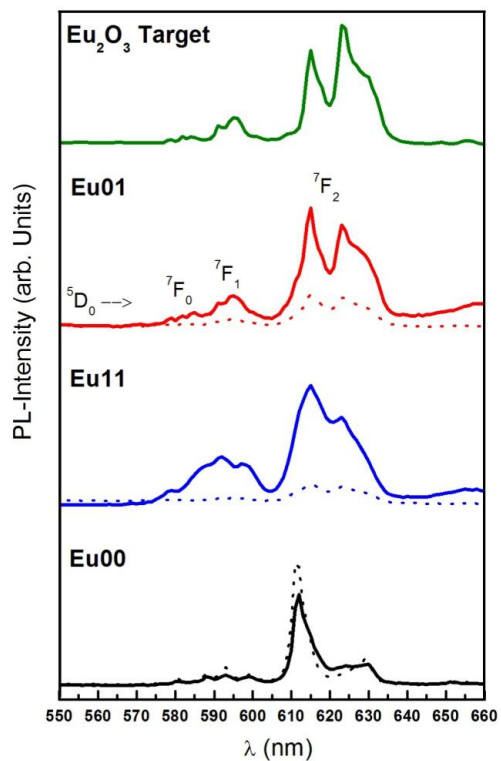 Eu₂O₃ Target
Eu01
⁷F₂
⁵D₀ --->
⁷F₀
⁷F₁
Eu11
Eu00
PL-Intensity (arb. Units)
550 560 570 580 590 600 610 620 630 640 650 660
λ (nm)